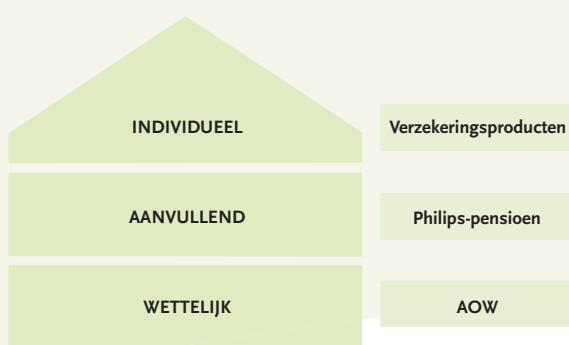 INDIVIDUEEL
Verzekeringsproducten
AANVULLEND
Philips-pensioen
WETTELIJK
AOW